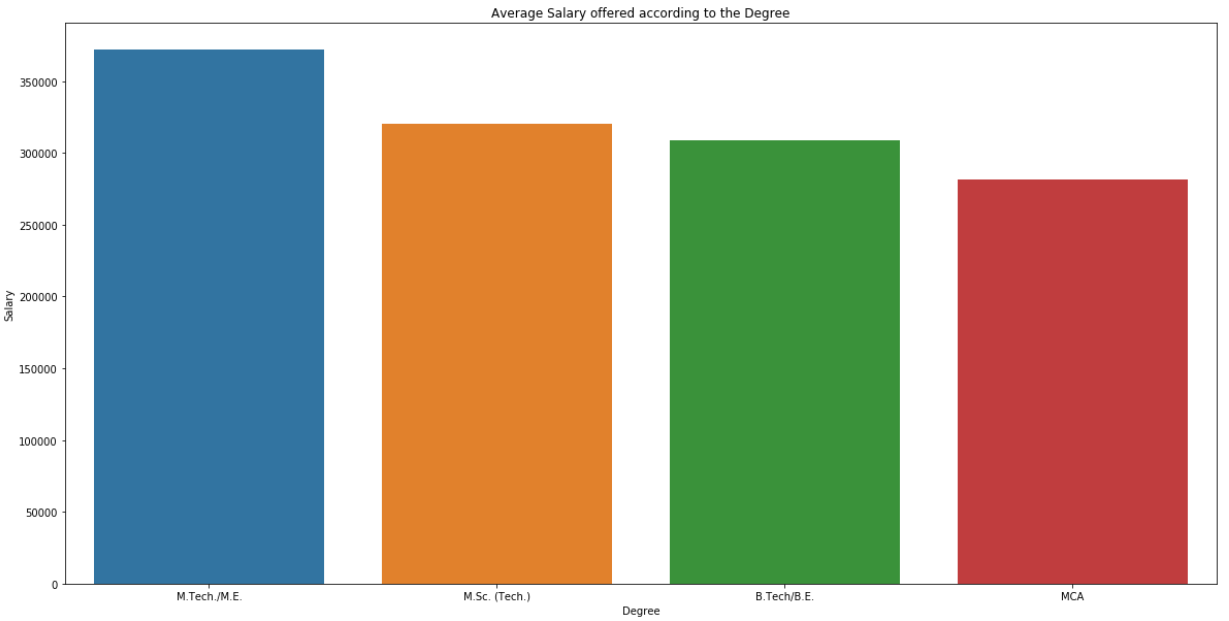 Average Salary offered according to the Degree
Salary
350000
300000
250000
200000
150000
100000
50000
0
M.Tech./M.E.
M.Sc. (Tech.)
B.Tech/B.E.
MCA
Degree